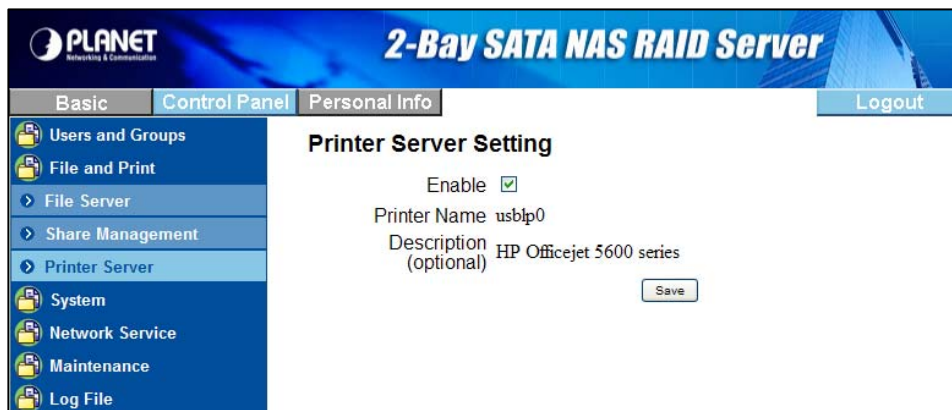 PLANET
Networking & Communication
2-Bay SATA NAS RAID Server
Basic Control Panel Personal Info Logout
Users and Groups
File and Print
File Server
Share Management
Printer Server
System
Network Service
Maintenance
Log File
Printer Server Setting
Enable
Printer Name usblp0
Description
(optional) HP Officejet 5600 series
Save